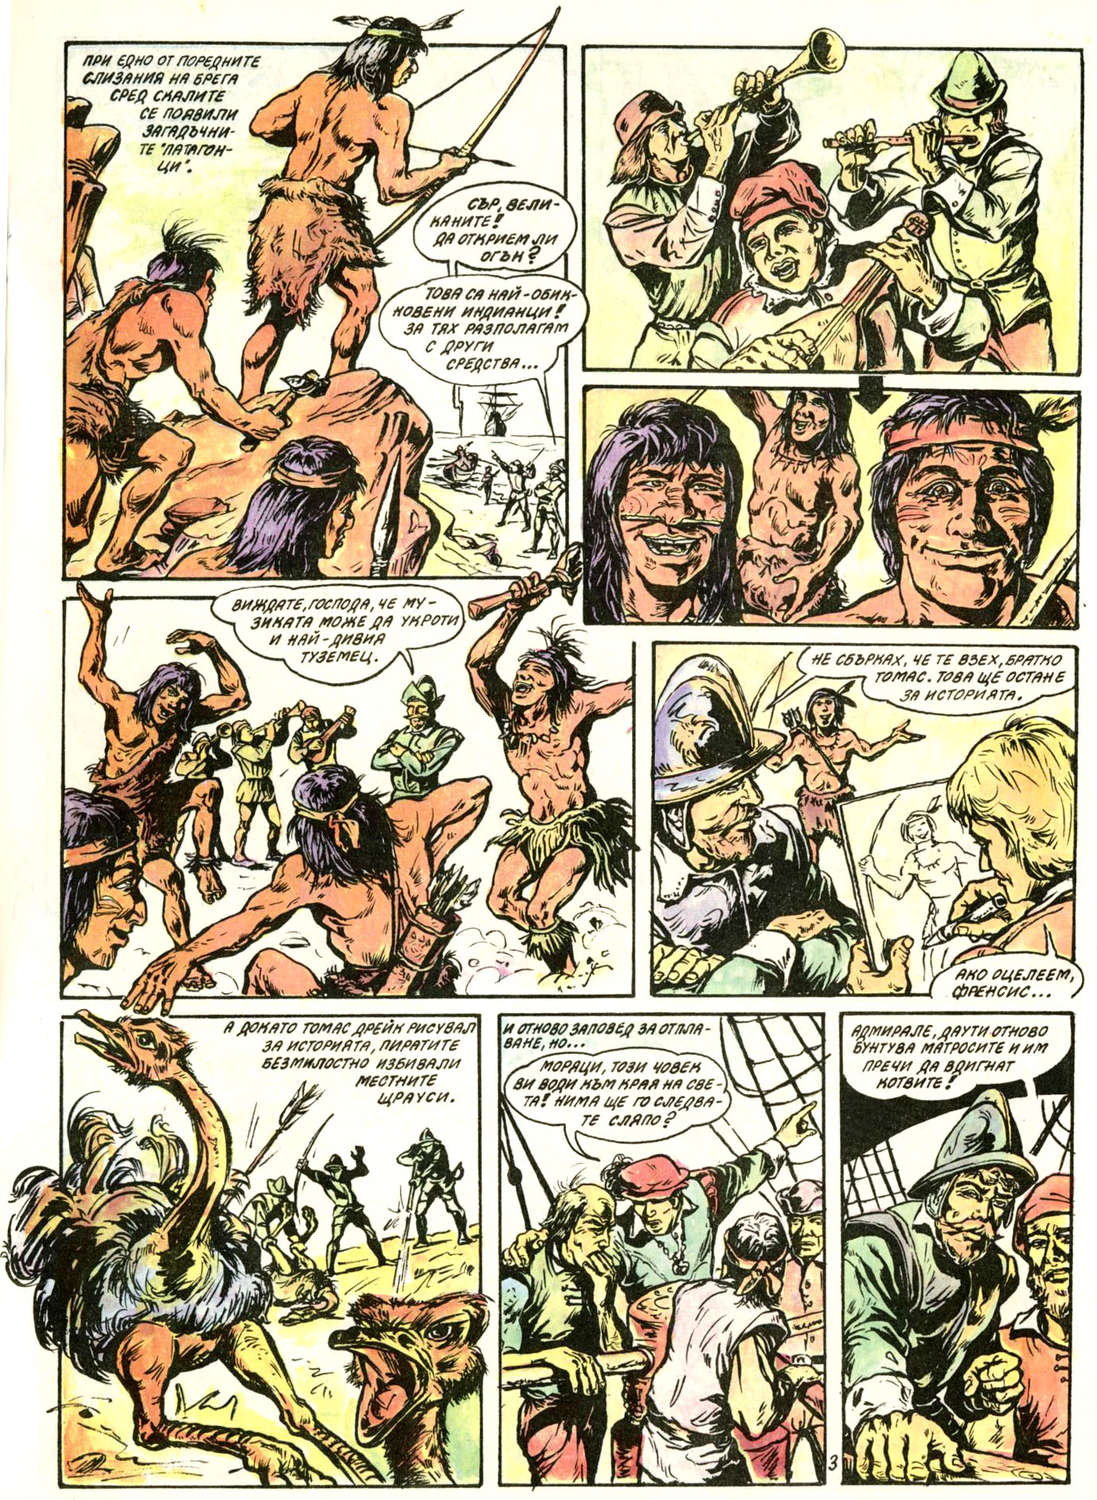 ПРИ ЕДНО ОТ ПОРЕДНИТЕ
СЛИЗАНИЯ НА БРЕГА
СРЕД СКАЛИТЕ
СЕ ПОЯВИЛИ
ЗАГАДЪЧНИ-
ТЕ "ПАТАГОН-
ЦИ".
СЪР, ВЕЛИ-
КАНИТЕ!
ДА ОТКРИЕМ ЛИ
ОГЪН?
ТОВА СА НАЙ-ОБИК-
НОВЕНИ ИНДИАНЦИ!
ЗА ТЯХ РАЗПОЛАГАМ
С ДРУГИ
СРЕДСТВА...
ВИЖДАТЕ, ГОСПОДА, ЧЕ МУ-
ЗИКАТА МОЖЕ ДА УКРОТИ
И НАЙ-ДИВИЯ
ТУЗЕМЕЦ.
НЕ СБЪРКАХ, ЧЕ ТЕ ВЗЕХ, БРАТКО
ТОМАС. ТОВА ЩЕ ОСТАНЕ
ЗА ИСТОРИЯТА.
АКО ОЦЕЛЕЕМ,
ФРЕНСИС...
А ДОКАТО ТОМАС ДРЕЙК РИСУВАЛ
ЗА ИСТОРИЯТА, ПИРАТИТЕ
БЕЗМИЛОСТНО ИЗБИВАЛИ
МЕСТНИТЕ
ЩРАУСИ.
И ОТНОВО ЗАПОВЕД ЗА ОТПЛА-
ВАНЕ, НО...
МОРЯЦИ, ТОЗИ ЧОВЕК
ВИ ВОДИ КЪМ КРАЯ НА СВЕ-
ТА! НИМА ЩЕ ГО СЛЕДВА-
ТЕ СЛЯПО?
АДМИРАЛЕ, ДАУТИ ОТНОВО
БУНТУВА МАТРОСИТЕ И ИМ
ПРЕЧИ ДА ВДИГНАТ
КОТВИТЕ!
3